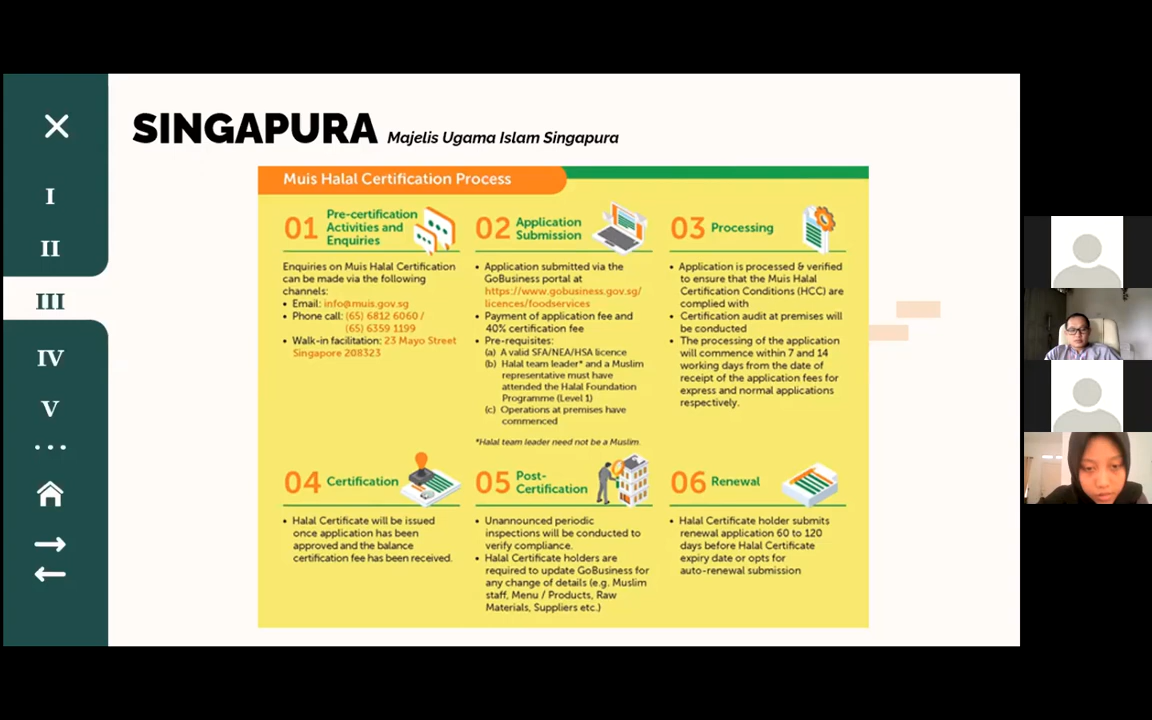 SINGAPURA Majelis Ugama Islam Singapura
I
II
III
IV
V
...
Muis Halal Certification Process
01 Pre-certification
Activities and
Enquiries
Enquiries on Muis Halal Certification
can be made via the following
channels:
• Email: info@muis.gov.sg
• Phone call: (65) 6812 6060 /
(65) 6359 1199
• Walk-in facilitation: 23 Mayo Street
Singapore 208323
02 Application
Submission
• Application submitted via the
GoBusiness portal at
https://www.gobusiness.gov.sg/
licences/foodservices
• Payment of application fee and
40% certification fee
• Pre-requisites:
(a) A valid SFA/NEA/HSA licence
(b) Halal team leader* and a Muslim
representative must have
attended the Halal Foundation
Programme (Level 1)
(c) Operations at premises have
commenced
*Halal team leader need not be a Muslim.
03 Processing
• Application is processed & verified
to ensure that the Muis Halal
Certification Conditions (HCC) are
complied with
• Certification audit at premises will
be conducted
• The processing of the application
will commence within 7 and 14
working days from the date of
receipt of the application fees for
express and normal applications
respectively.
04 Certification
• Halal Certificate will be issued
once application has been
approved and the balance
certification fee has been received.
05 Post-
Certification
• Unannounced periodic
inspections will be conducted to
verify compliance.
• Halal Certificate holders are
required to update GoBusiness for
any change of details (e.g. Muslim
staff, Menu / Products, Raw
Materials, Suppliers etc.)
06 Renewal
• Halal Certificate holder submits
renewal application 60 to 120
days before Halal Certificate
expiry date or opts for
auto-renewal submission